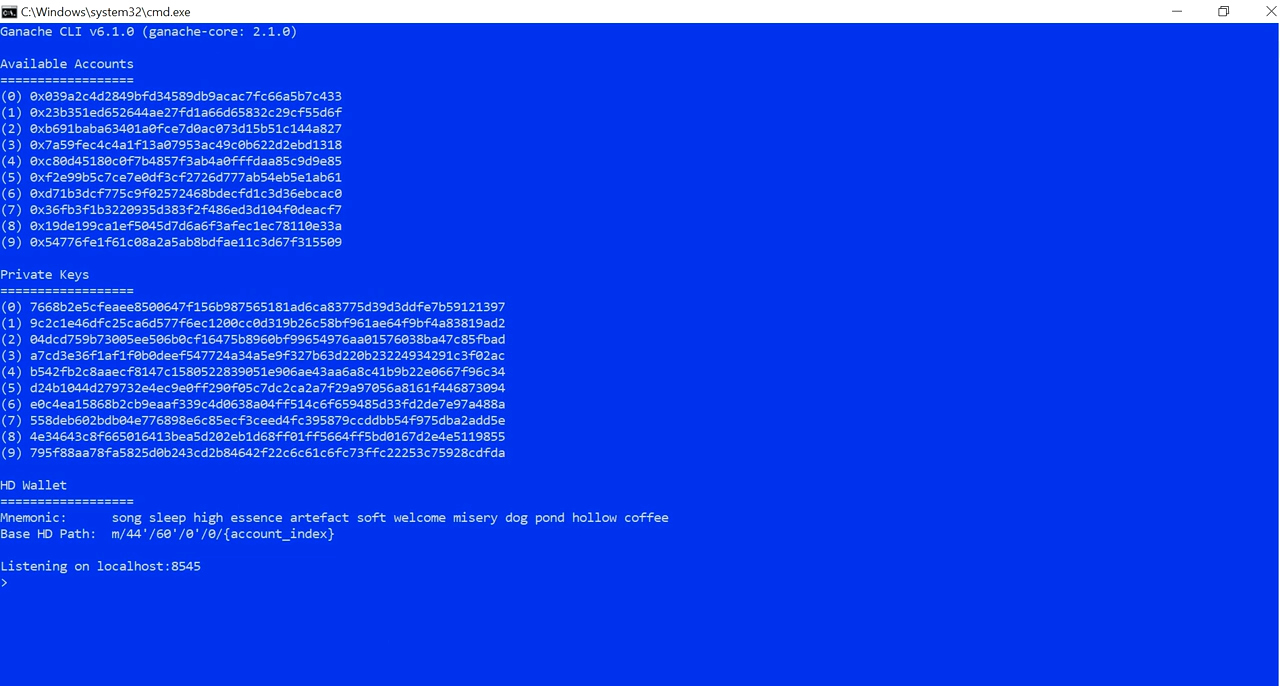 C:\Windows\system32\cmd.exe
Ganache CLI v6.1.0 (ganache-core: 2.1.0)
Available Accounts
==================
(0) 0x039a2c4d2849bfd34589db9acac7fc66a5b7c433
(1) 0x23b351ed652644ae27fd1a66d65832c29cf55d6f
(2) 0xb691baba63401a0fce7d0ac073d15b51c144a827
(3) 0x7a59fec4c4a1f13a07953ac49c0b622d2ebd1318
(4) 0xc80d45180c0f7b4857f3ab4a0fffdaa85c9d9e85
(5) 0xf2e99b5c7ce7e0df3cf2726d777ab54eb5e1ab61
(6) 0xd71b3dcf775c9f02572468bdecfd1c3d36ebcac0
(7) 0x36fb3f1b3220935d383f2f486ed3d104f0deacf7
(8) 0x19de199ca1ef5045d7d6a6f3afec1ec78110e33a
(9) 0x54776fe1f61c08a2a5ab8bdfae11c3d67f315509
Private Keys
==================
(0) 7668b2e5cfeaee8500647f156b987565181ad6ca83775d39d3ddfe7b59121397
(1) 9c2c1e46dfc25ca6d577f6ec1200cc0d319b26c58bf961ae64f9bf4a83819ad2
(2) 04dcd759b73005ee506b0cf16475b8960bf99654976aa01576038ba47c85fbad
(3) a7cd3e36f1af1f0b0deef547724a34a5e9f327b63d220b23224934291c3f02ac
(4) b542fb2c8aaecf8147c1580522839051e906ae43aa6a8c41b9b22e0667f96c34
(5) d24b1044d279732e4ec9e0ff290f05c7dc2ca2a7f29a97056a8161f446873094
(6) e0c4ea15868b2cb9eaaf339c4d0638a04ff514c6f659485d33fd2de7e97a488a
(7) 558deb602bdb04e776898e6c85ecf3ceed4fc395879ccddbb54f975dba2add5e
(8) 4e34643c8f665016413bea5d202eb1d68ff01ff5664ff5bd0167d2e4e5119855
(9) 795f88aa78fa5825d0b243cd2b84642f22c6c61c6fc73ffc22253c75928cdfda
HD Wallet
==================
Mnemonic:      song sleep high essence artefact soft welcome misery dog pond hollow coffee
Base HD Path:  m/44'/60'/0'/0/{account_index}
Listening on localhost:8545
>